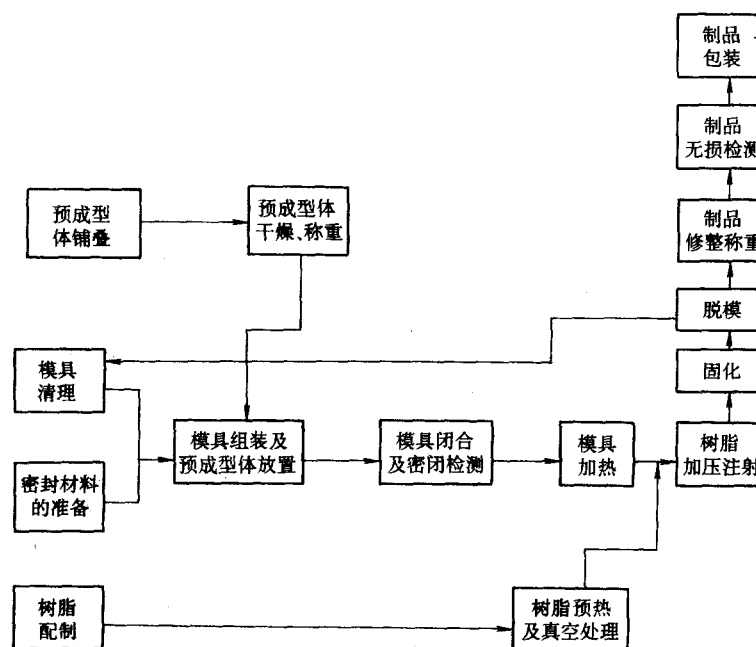 制品
包装
制品
无损检测
预成型
体铺叠
预成型体
干燥、称重
制品
修整称重
脱模
模具
清理
固化
模具组装及
预成型体放置
模具闭合
及密闭检测
模具
加热
树脂
加压注射
密封材料
的准备
树脂
配制
树脂预热
及真空处理